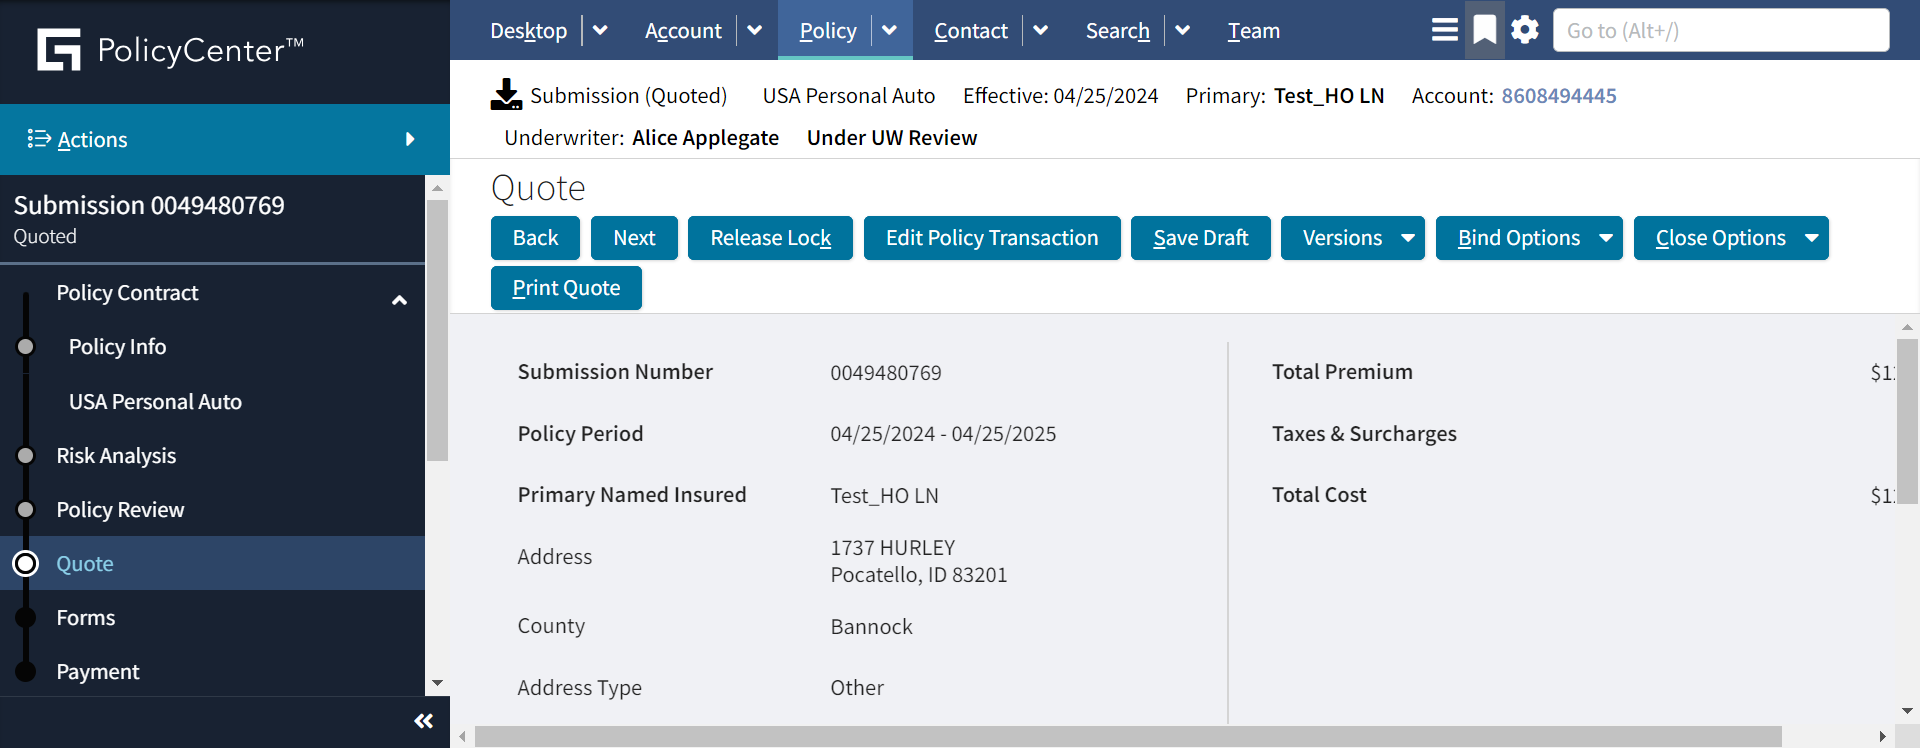 PolicyCenter™
Desktop Account Policy Contact Search Team Go to (Alt+/)
Actions
Submission 0049480769
Quoted
Policy Contract
Policy Info
USA Personal Auto
Risk Analysis
Policy Review
Quote
Forms
Payment
Submission (Quoted) USA Personal Auto Effective: 04/25/2024 Primary: Test_HO LN Account: 8608494445
Underwriter: Alice Applegate Under UW Review
Quote
Back Next Release Lock Edit Policy Transaction Save Draft Versions Bind Options Close Options
Print Quote
Submission Number 0049480769
Policy Period 04/25/2024 - 04/25/2025
Primary Named Insured Test_HO LN
Address 1737 HURLEY
Pocatello, ID 83201
County Bannock
Address Type Other
Total Premium
Taxes & Surcharges
Total Cost